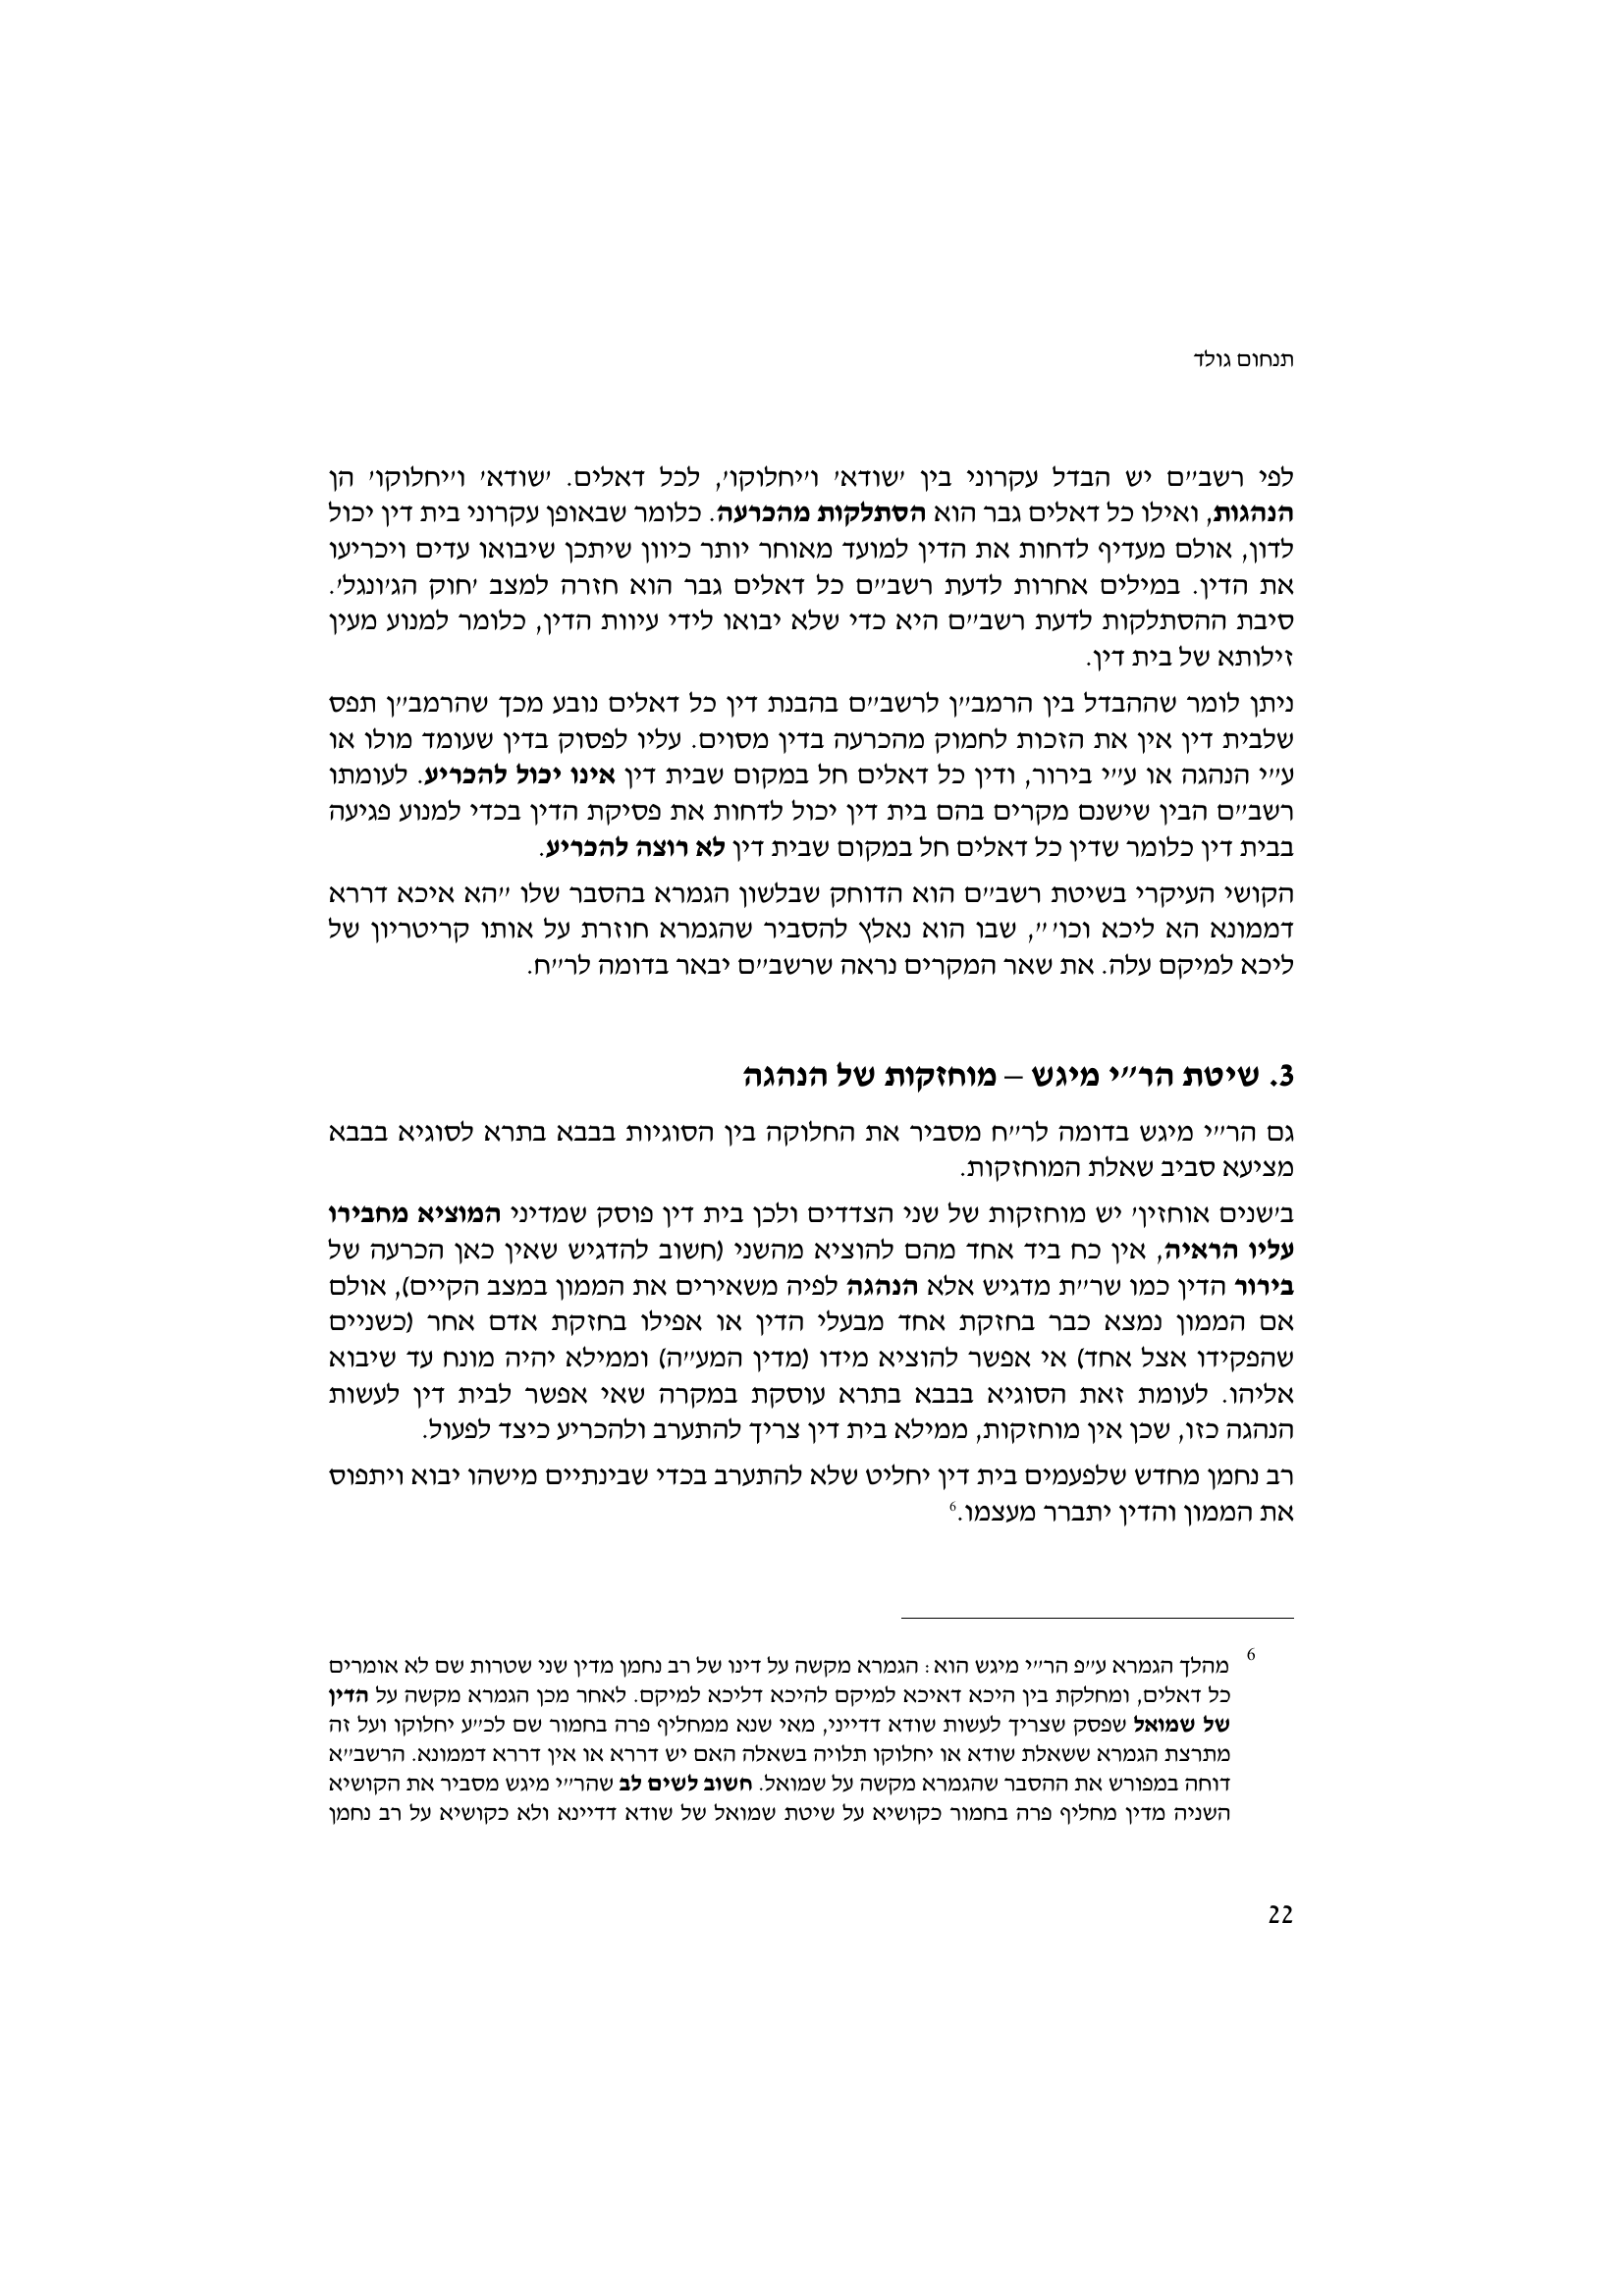 תנחום גולד
לפי רשב״ם יש הבדל עקרוני בין ׳שודא׳ ו׳יחלוקו׳, לכל דאלים. ׳שודא׳ ו׳יחלוקו׳ הן
הנהגות, ואילו כל דאלים גבר הוא הסתלקות מהכרעה. כלומר שבאופן עקרוני בית דין יכול
לדון, אולם מעדיף לדחות את הדין למועד מאוחר יותר כיוון שיתכן שיבואו עדים ויכריעו
את הדין. במילים אחרות לדעת רשב״ם כל דאלים גבר הוא חזרה למצב ׳חוק הג׳ונגל׳.
סיבת ההסתלקות לדעת רשב״ם היא כדי שלא יבואו לידי עיוות הדין, כלומר למנוע מעין
זילותא של בית דין.
ניתן לומר שההבדל בין הרמב״ן לרשב״ם בהבנת דין כל דאלים נובע מכך שהרמב״ן תפס
שלבית דין אין את הזכות לחמוק מהכרעה בדין מסוים. עליו לפסוק בדין שעומד מולו או
ע״י הנהגה או ע״י בירור, ודין כל דאלים חל במקום שבית דין אינו יכול להכריע. לעומתו
רשב״ם הבין שישנם מקרים בהם בית דין יכול לדחות את פסיקת הדין בכדי למנוע פגיעה
בבית דין כלומר שדין כל דאלים חל במקום שבית דין לא רוצה להכריע.
הקושי העיקרי בשיטת רשב״ם הוא הדוחק שבלשון הגמרא בהסבר שלו ״הא איכא דררא
דממונא הא ליכא וכו׳״, שבו הוא נאלץ להסביר שהגמרא חוזרת על אותו קריטריון של
ליכא למיקם עלה. את שאר המקרים נראה שרשב״ם יבאר בדומה לר״ח.
3. שיטת הר״י מיגש – מוחזקות של הנהגה
גם הר״י מיגש בדומה לר״ח מסביר את החלוקה בין הסוגיות בבבא בתרא לסוגיא בבבא
מציעא סביב שאלת המוחזקות.
ב׳שנים אוחזין׳ יש מוחזקות של שני הצדדים ולכן בית דין פוסק שמדיני המוציא מחבירו
עליו הראיה, אין כח ביד אחד מהם להוציא מהשני (חשוב להדגיש שאין כאן הכרעה של
בירור הדין כמו שר״ת מדגיש אלא הנהגה לפיה משאירים את הממון במצב הקיים), אולם
אם הממון נמצא כבר בחזקת אחד מבעלי הדין או אפילו בחזקת אדם אחר (כשניים
שהפקידו אצל אחד) אי אפשר להוציא מידו (מדין המע״ה) וממילא יהיה מונח עד שיבוא
אליהו. לעומת זאת הסוגיא בבבא בתרא עוסקת במקרה שאי אפשר לבית דין לעשות
הנהגה כזו, שכן אין מוחזקות, ממילא בית דין צריך להתערב ולהכריע כיצד לפעול.
רב נחמן מחדש שלפעמים בית דין יחליט שלא להתערב בכדי שבינתיים מישהו יבוא ויתפוס
את הממון והדין יתברר מעצמו.6
6 מהלך הגמרא ע״פ הר״י מיגש הוא: הגמרא מקשה על דינו של רב נחמן מדין שני שטרות שם לא אומרים
כל דאלים, ומחלקת בין היכא דאיכא למיקם להיכא דליכא למיקם. לאחר מכן הגמרא מקשה על הדין
של שמואל שפסק שצריך לעשות שודא דדייני, מאי שנא ממחליף פרה בחמור שם לכ״ע יחלוקו ועל זה
מתרצת הגמרא ששאלת שודא או יחלוקו תלויה בשאלה האם יש דררא או אין דררא דממונא. הרשב״א
דוחה במפורש את ההסבר שהגמרא מקשה על שמואל. חשוב לשים לב שהר״י מיגש מסביר את הקושיא
השניה מדין מחליף פרה בחמור כקושיא על שיטת שמואל של שודא דדיינא ולא כקושיא על רב נחמן
22